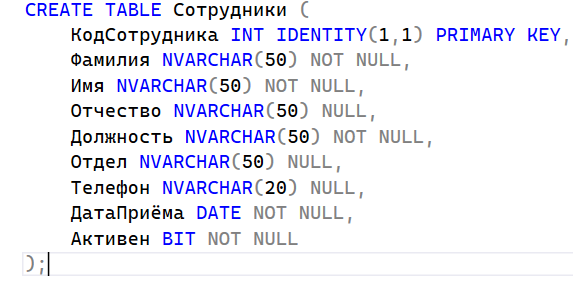 CREATE TABLE Сотрудники (
КодСотрудника INT IDENTITY(1,1) PRIMARY KEY,
Фамилия NVARCHAR(50) NOT NULL,
Имя NVARCHAR(50) NOT NULL,
Отчество NVARCHAR(50) NULL,
Должность NVARCHAR(50) NOT NULL,
Отдел NVARCHAR(50) NULL,
Телефон NVARCHAR(20) NULL,
ДатаПриёма DATE NOT NULL,
Активен BIT NOT NULL
);